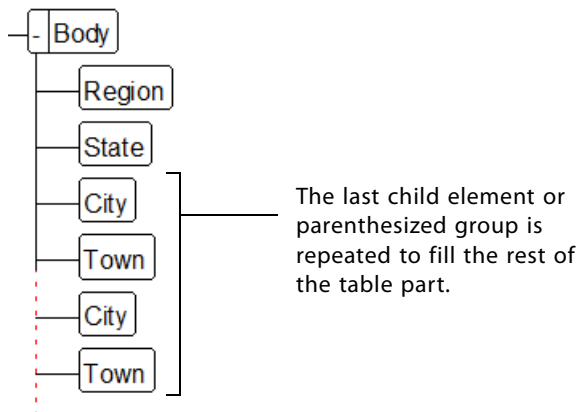 - Body
Region
State
City
Town
City
Town
The last child element or
parenthesized group is
repeated to fill the rest of
the table part.